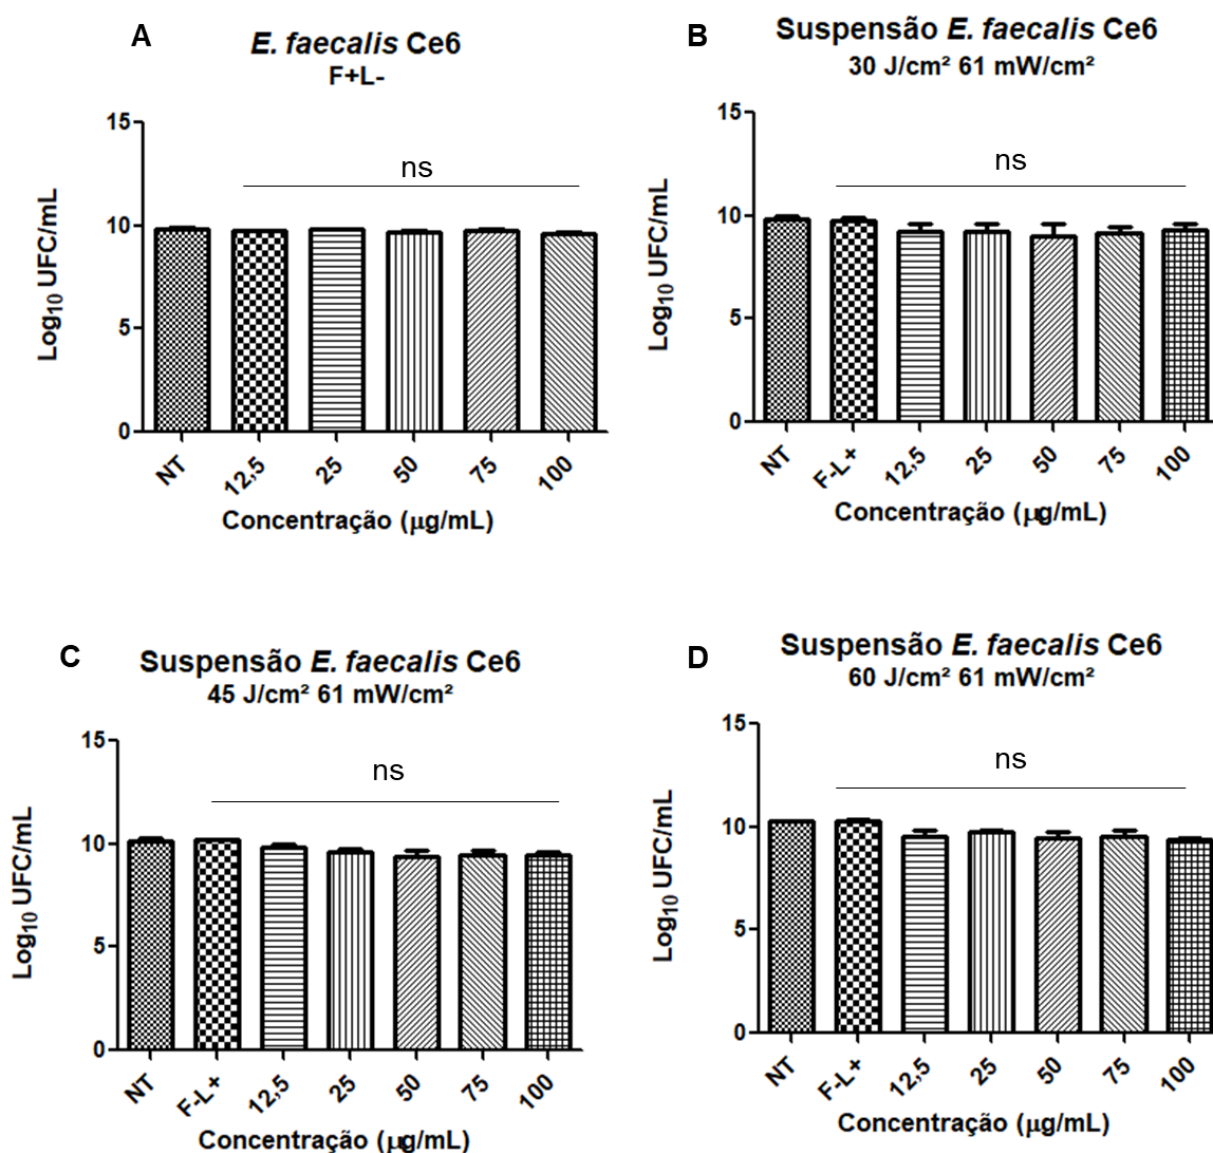 A
E. faecalis Ce6
F+L-
15
10
5
0
Log₁₀ UFC/mL
ns
NT
12,5
25
50
75
100
Concentração (μg/mL)
B
Suspensão E. faecalis Ce6
30 J/cm² 61 mW/cm²
15
10
5
0
Log₁₀ UFC/mL
ns
NT
F-L+
12,5
25
50
75
100
Concentração (μg/mL)
C
Suspensão E. faecalis Ce6
45 J/cm² 61 mW/cm²
15
10
5
0
Log₁₀ UFC/mL
ns
NT
F-L+
12,5
25
50
75
100
Concentração (μg/mL)
D
Suspensão E. faecalis Ce6
60 J/cm² 61 mW/cm²
15
10
5
0
Log₁₀ UFC/mL
ns
NT
F-L+
12,5
25
50
75
100
Concentração (μg/mL)